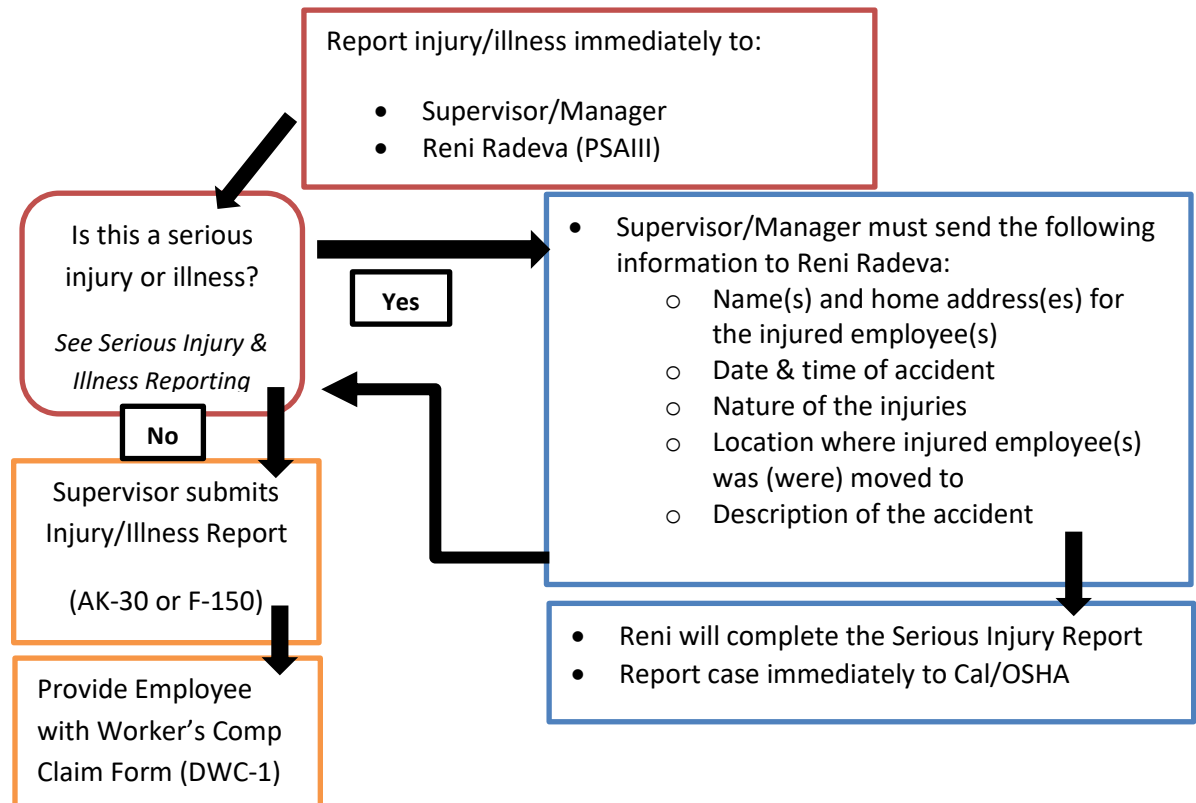 Report injury/illness immediately to:
• Supervisor/Manager
• Reni Radeva (PSAIII)
Is this a serious
injury or illness?
See Serious Injury &
Illness Reporting
Yes
No
• Supervisor/Manager must send the following
information to Reni Radeva:
o Name(s) and home address(es) for
the injured employee(s)
o Date & time of accident
o Nature of the injuries
o Location where injured employee(s)
was (were) moved to
o Description of the accident
• Reni will complete the Serious Injury Report
• Report case immediately to Cal/OSHA
Supervisor submits
Injury/Illness Report
(AK-30 or F-150)
Provide Employee
with Worker’s Comp
Claim Form (DWC-1)